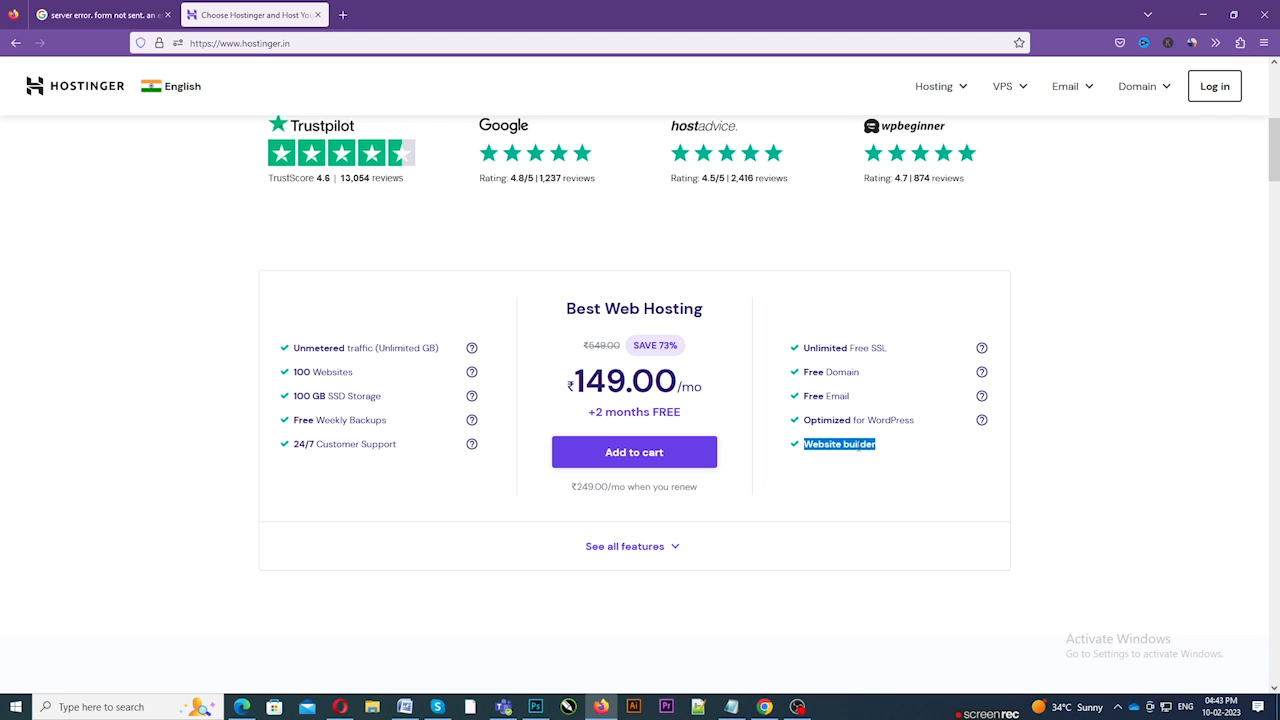 server error. form not sent. an e
Choose Hostinger and Host You
https://www.hostinger.in
HOSTINGER
English
Hosting
VPS
Email
Domain
Log in
Trustpilot
Google
hostadvice.
wpbeginner
TrustScore 4.6 | 13,054 reviews
Rating: 4.8/5 | 1,237 reviews
Rating: 4.5/5 | 2,416 reviews
Rating: 4.7 | 874 reviews
Best Web Hosting
₹549.00 SAVE 73%
₹149.00/mo
+2 months FREE
Add to cart
₹249.00/mo when you renew
Unmetered traffic (Unlimited GB)
100 Websites
100 GB SSD Storage
Free Weekly Backups
24/7 Customer Support
Unlimited Free SSL
Free Domain
Free Email
Optimized for WordPress
Website builder
See all features
Activate Windows
Go to Settings to activate Windows.
Type here to search
34°C Sunny
ENG
04:43 PM
10-02-2023
screenrec